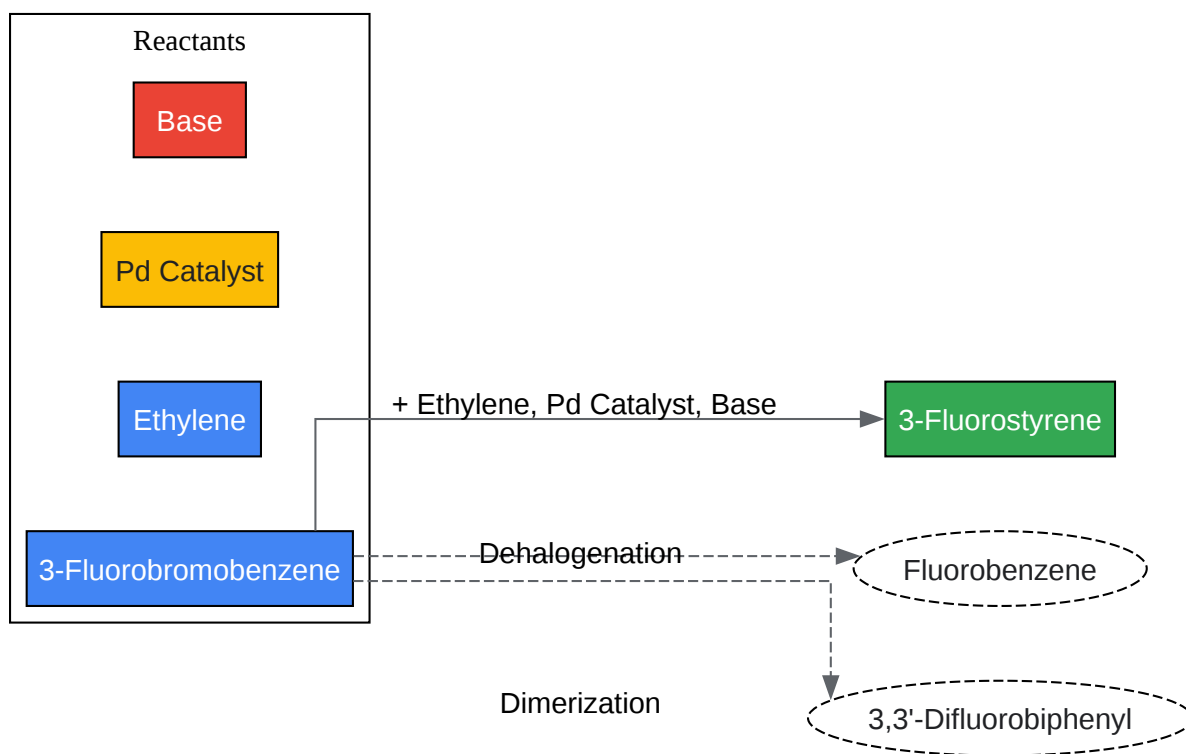 Reactants
Base
Pd Catalyst
Ethylene
+ Ethylene, Pd Catalyst, Base
3-Fluorostyrene
3-Fluorobromobenzene
Dehalogenation
Fluorobenzene
Dimerization
3,3'-Difluorobiphenyl